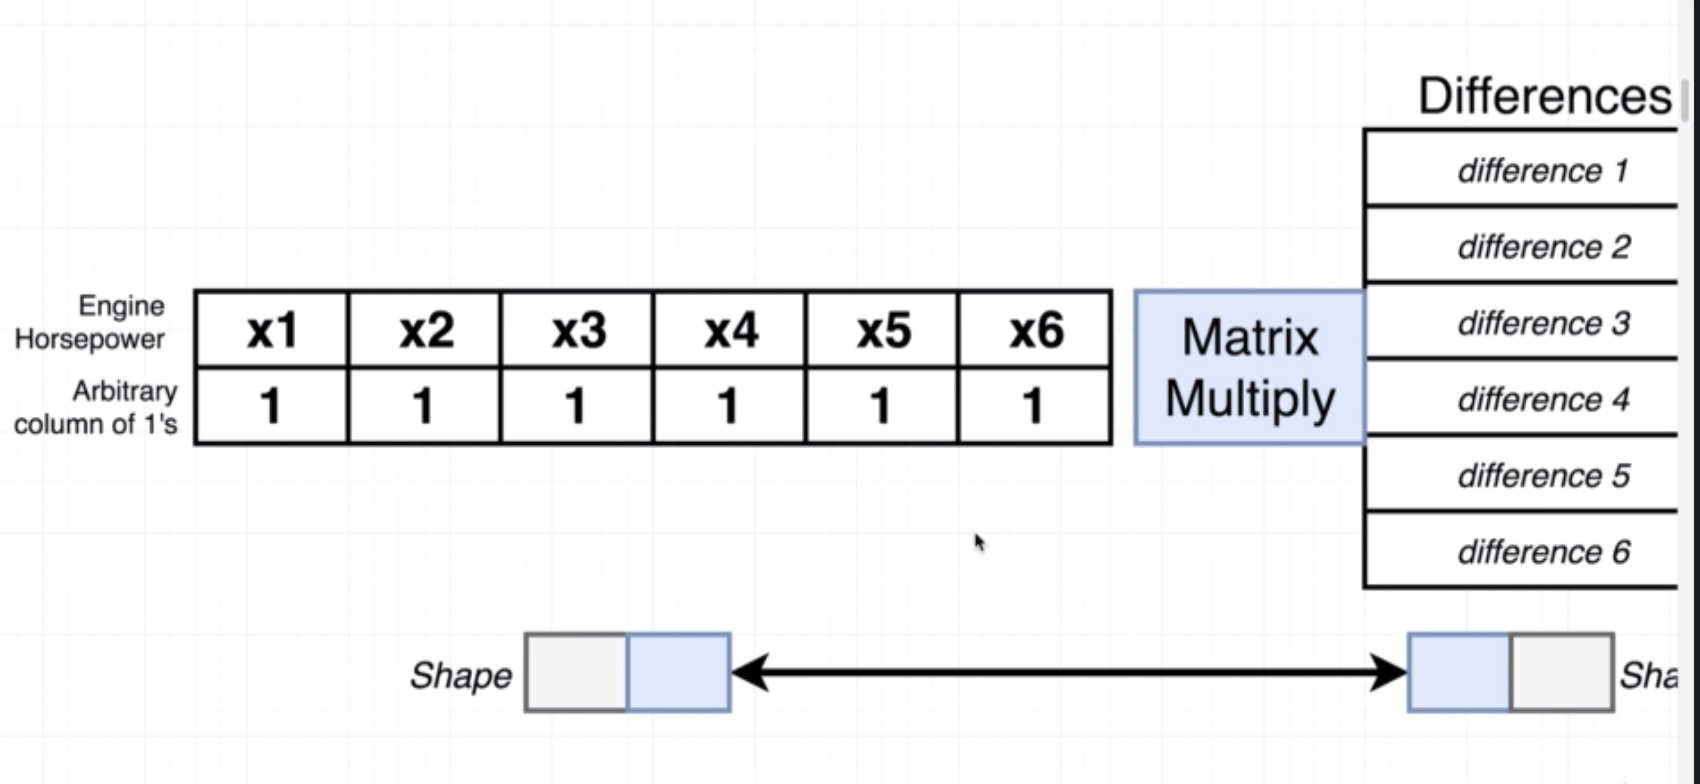 Differences
difference 1
difference 2
difference 3
difference 4
difference 5
difference 6
Engine
Horsepower
x1 x2 x3 x4 x5 x6
Arbitrary
column of 1's
1 1 1 1 1 1
Matrix
Multiply
Shape
Sha